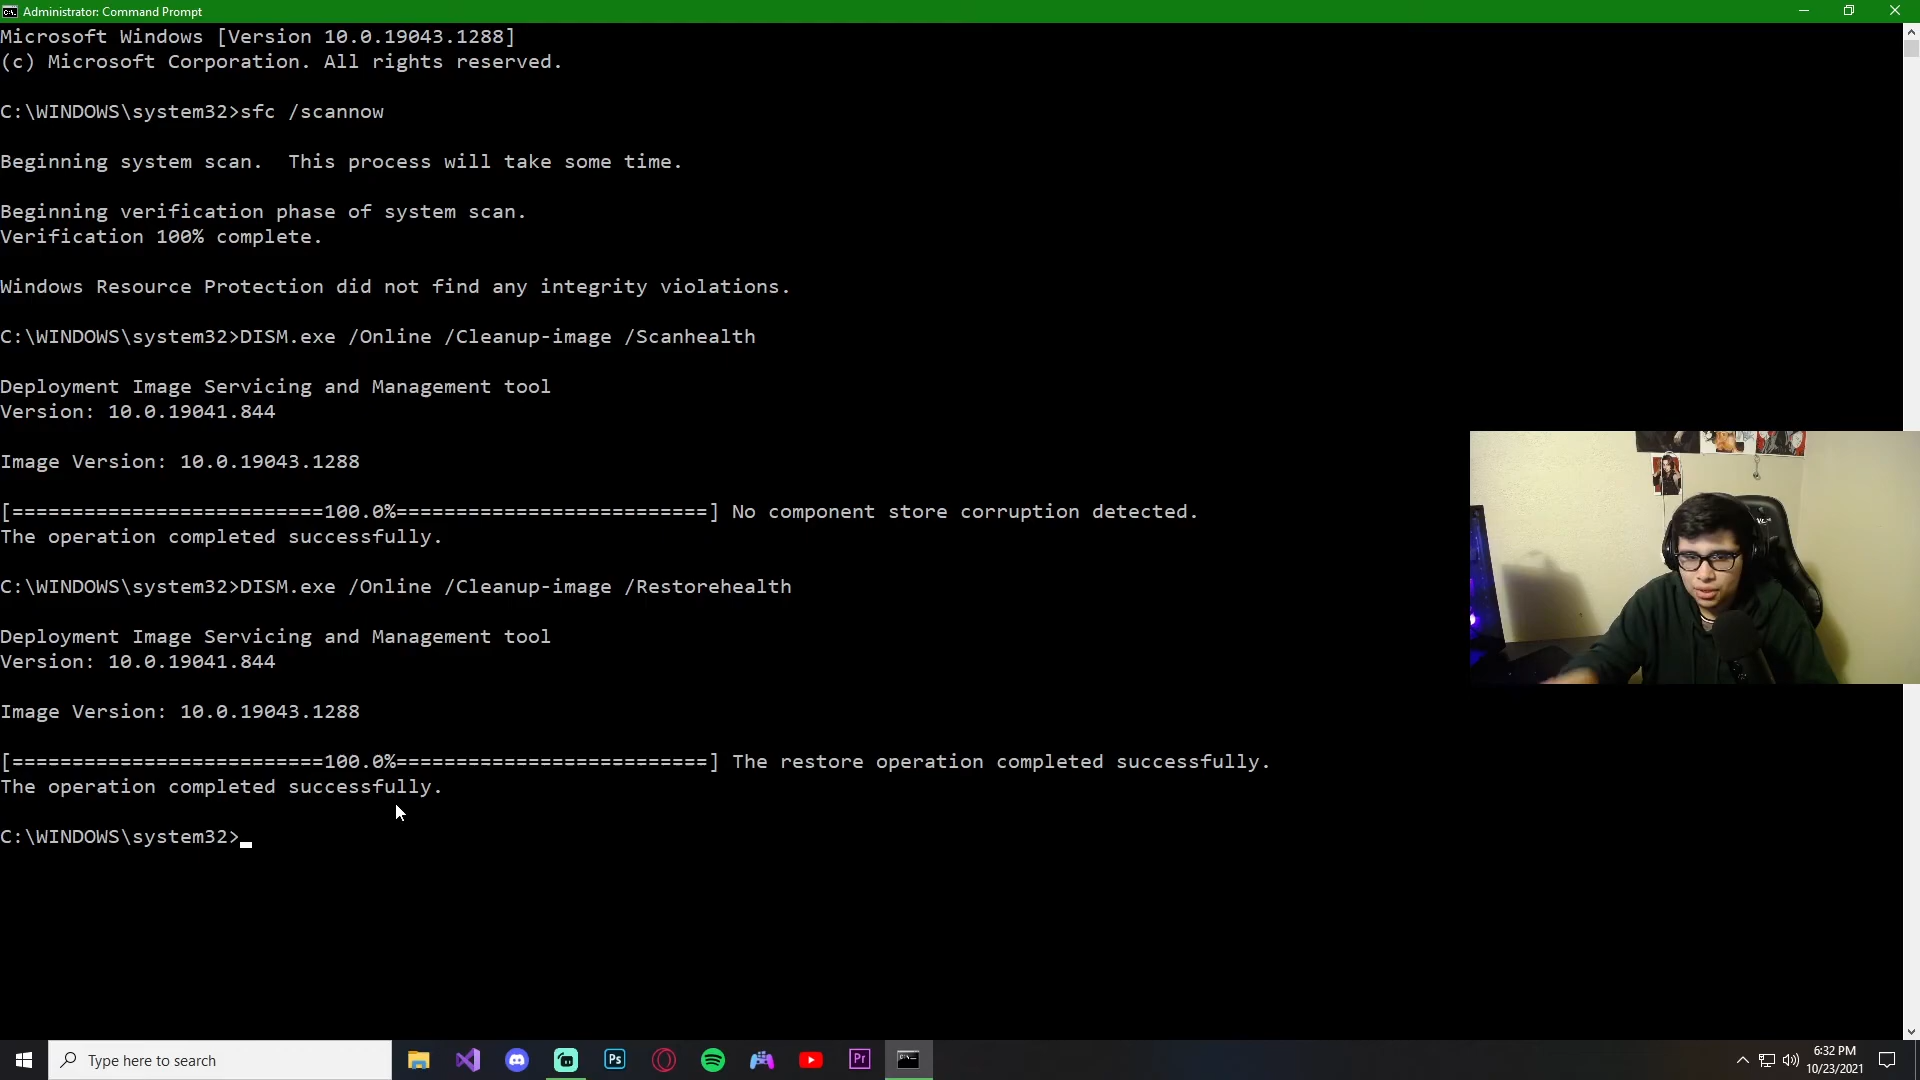 Administrator: Command Prompt
Microsoft Windows [Version 10.0.19043.1288]
(c) Microsoft Corporation. All rights reserved.
C:\WINDOWS\system32>sfc /scannow
Beginning system scan.  This process will take some time.
Beginning verification phase of system scan.
Verification 100% complete.
Windows Resource Protection did not find any integrity violations.
C:\WINDOWS\system32>DISM.exe /Online /Cleanup-image /Scanhealth
Deployment Image Servicing and Management tool
Version: 10.0.19041.844
Image Version: 10.0.19043.1288
[==========================100.0%==========================] No component store corruption detected.
The operation completed successfully.
C:\WINDOWS\system32>DISM.exe /Online /Cleanup-image /Restorehealth
Deployment Image Servicing and Management tool
Version: 10.0.19041.844
Image Version: 10.0.19043.1288
[==========================100.0%==========================] The restore operation completed successfully.
The operation completed successfully.
C:\WINDOWS\system32>
Type here to search
Ps
Pr
6:32 PM
10/23/2021